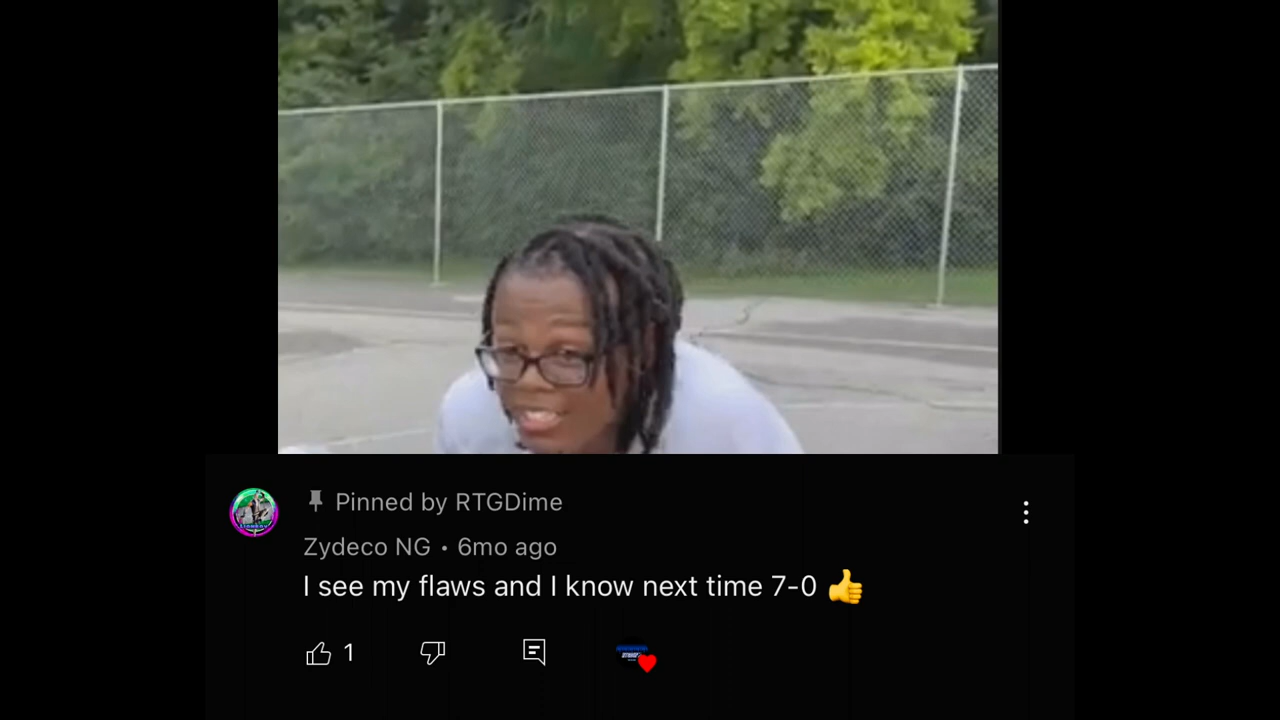 Pinned by RTGDime
Zydeco NG • 6mo ago
I see my flaws and I know next time 7-0 👍
1